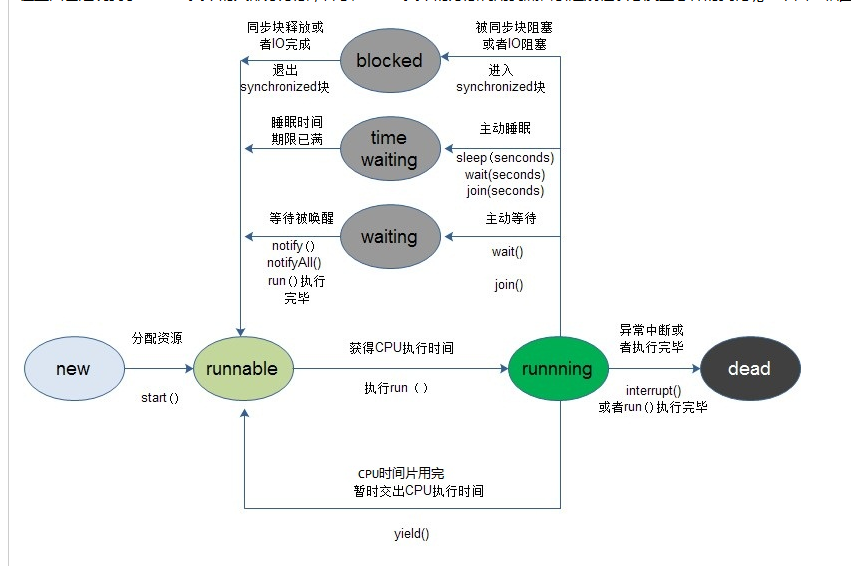 同步块释放或
者IO完成
退出
synchronized块
blocked
被同步块阻塞
或者IO阻塞
进入
synchronized块
睡眠时间
期限已满
time
waiting
主动睡眠
sleep(senconds)
wait(seconds)
join(seconds)
等待被唤醒
notify()
notifyAll()
run()执行
完毕
waiting
主动等待
wait()
join()
new
分配资源
start()
runnable
获得CPU执行时间
执行run（）
runnning
异常中断或
者执行完毕
interrupt()
或者run()执行完毕
dead
CPU时间片用完
暂时交出CPU执行时间
yield()